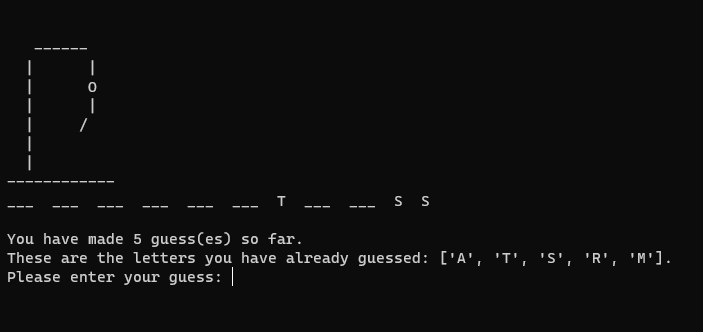 ______
  |      |
  |      O
  |      |
  |     /
  |
  |
____________
___  ___  ___  ___  ___  ___  T  ___  ___  S  S
You have made 5 guess(es) so far.
These are the letters you have already guessed: ['A', 'T', 'S', 'R', 'M'].
Please enter your guess: